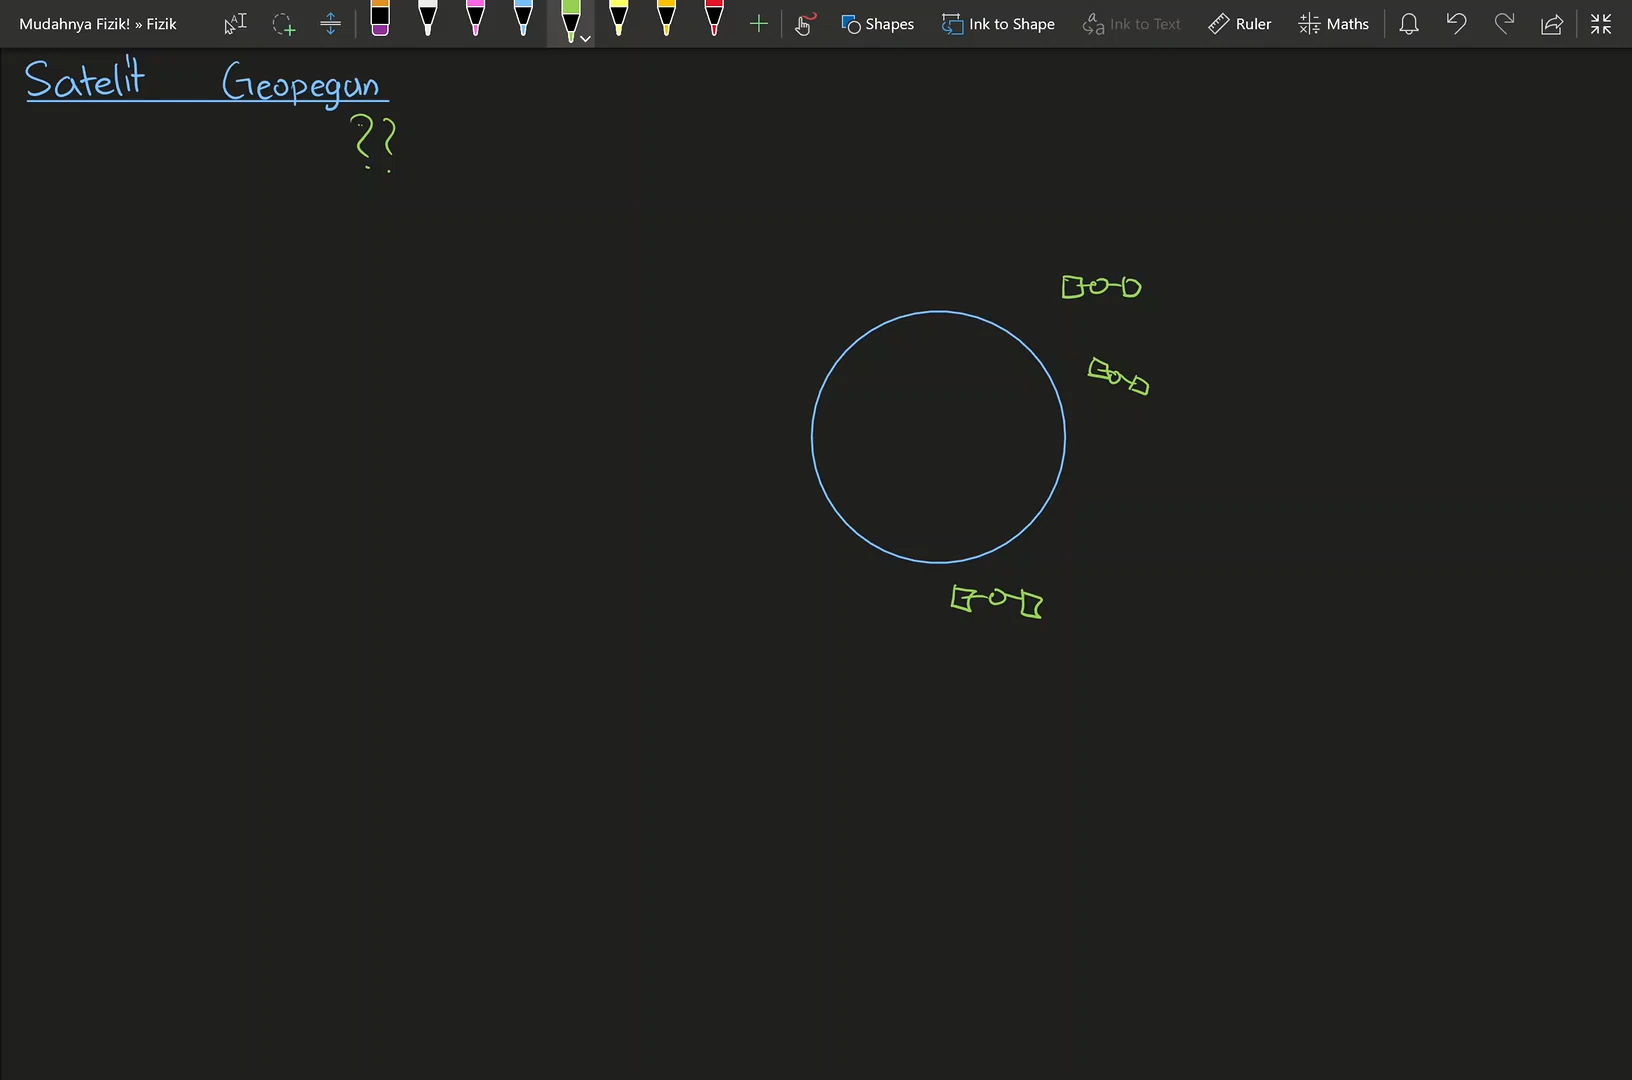 Mudahnya Fizik! » Fizik
Shapes
Ink to Shape
Ink to Text
Ruler
Maths
Satelit Geopegun
??